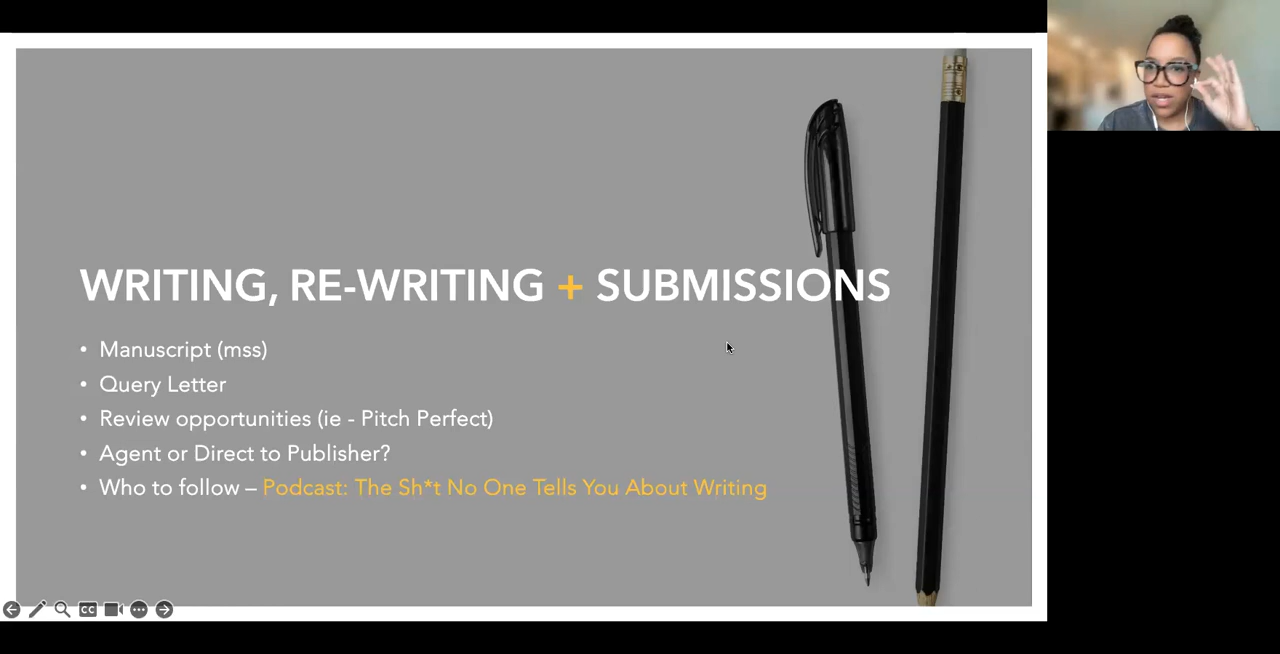 WRITING, RE-WRITING + SUBMISSIONS
• Manuscript (mss)
• Query Letter
• Review opportunities (ie - Pitch Perfect)
• Agent or Direct to Publisher?
• Who to follow – Podcast: The Sh*t No One Tells You About Writing
CC